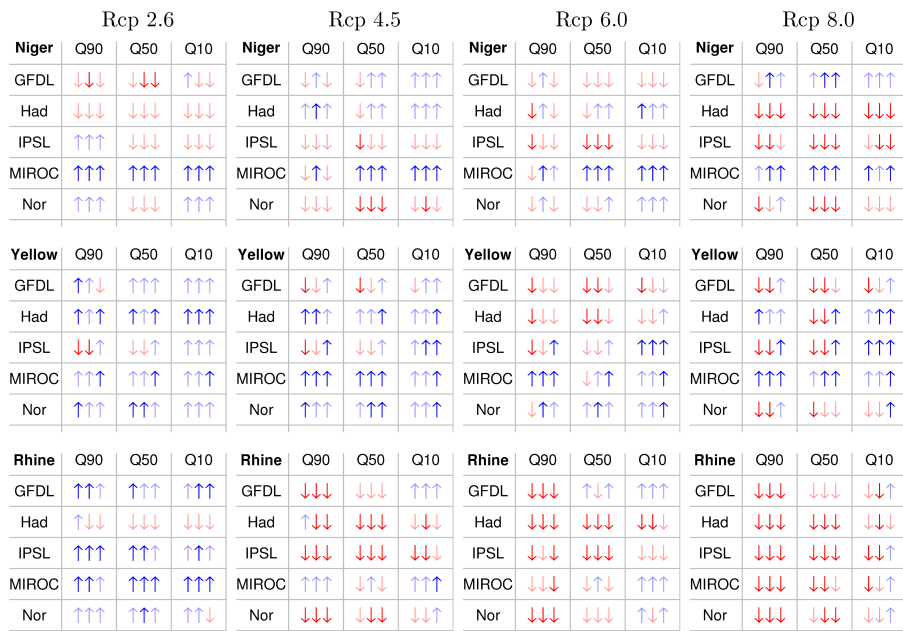 Rcp 2.6 Rcp 4.5 Rcp 6.0 Rcp 8.0
Niger Q90 Q50 Q10 Niger Q90 Q50 Q10 Niger Q90 Q50 Q10 Niger Q90 Q50 Q10
GFDL ↓↓↓ ↓↓↓ ↑↓↓ GFDL ↓↑↓ ↓↑↑ ↑↑↑ GFDL ↓↑↓ ↓↓↓ ↓↓↓ GFDL ↓↑↑ ↑↑↑ ↑↑↑
Had ↓↓↓ ↓↓↓ ↓↓↓ Had ↑↑↑ ↓↑↑ ↑↑↑ Had ↓↑↓ ↓↑↑ ↑↑↑ Had ↓↓↓ ↓↓↓ ↓↓↓
IPSL ↑↑↑ ↓↓↓ ↓↓↓ IPSL ↓↓↓ ↓↓↓ ↓↓↓ IPSL ↓↓↓ ↓↓↓ ↓↓↓ IPSL ↓↓↓ ↓↓↓ ↓↓↓
MIROC ↑↑↑ ↑↑↑ ↑↑↑ MIROC ↓↑↓ ↑↑↑ ↑↑↑ MIROC ↓↑↑ ↑↑↑ ↑↑↑ MIROC ↑↑↑ ↑↑↑ ↑↑↑
Nor ↑↑↑ ↓↓↓ ↑↑↑ Nor ↓↓↓ ↓↓↓ ↓↓↓ Nor ↓↑↓ ↓↓↑ ↑↑↑ Nor ↓↓↑ ↓↓↓ ↓↓↓
Yellow Q90 Q50 Q10 Yellow Q90 Q50 Q10 Yellow Q90 Q50 Q10 Yellow Q90 Q50 Q10
GFDL ↑↑↓ ↑↑↑ ↑↑↑ GFDL ↓↓↑ ↓↓↑ ↓↑↑ GFDL ↓↓↓ ↓↓↓ ↓↓↓ GFDL ↓↓↑ ↓↓↓ ↓↓↑
Had ↑↑↑ ↑↑↑ ↑↑↑ Had ↑↑↑ ↑↑↑ ↑↑↑ Had ↓↓↓ ↓↓↓ ↓↓↑ Had ↑↑↑ ↓↓↑ ↑↑↑
IPSL ↓↓↑ ↓↓↑ ↑↑↑ IPSL ↓↓↑ ↓↓↑ ↑↑↑ IPSL ↓↓↑ ↓↓↑ ↑↑↑ IPSL ↓↓↑ ↓↓↑ ↑↑↑
MIROC ↑↑↑ ↑↑↑ ↑↑↑ MIROC ↑↑↑ ↑↑↑ ↑↑↑ MIROC ↑↑↑ ↓↑↑ ↑↑↑ MIROC ↑↑↑ ↑↑↑ ↑↑↑
Nor ↑↑↑ ↑↑↑ ↑↑↑ Nor ↑↑↑ ↑↑↑ ↑↑↑ Nor ↓↑↑ ↑↑↑ ↑↑↑ Nor ↓↓↑ ↓↓↓ ↓↓↑
Rhine Q90 Q50 Q10 Rhine Q90 Q50 Q10 Rhine Q90 Q50 Q10 Rhine Q90 Q50 Q10
GFDL ↑↑↑ ↑↑↑ ↑↑↑ GFDL ↓↓↓ ↓↓↓ ↑↑↑ GFDL ↓↓↓ ↑↓↑ ↑↑↑ GFDL ↓↓↓ ↓↓↓ ↓↓↑
Had ↑↓↓ ↓↓↓ ↓↓↓ Had ↑↓↓ ↓↓↓ ↓↓↓ Had ↓↓↓ ↓↓↓ ↓↓↓ Had ↓↓↓ ↓↓↓ ↓↓↓
IPSL ↑↑↑ ↑↑↑ ↑↑↑ IPSL ↓↓↓ ↓↓↓ ↓↓↓ IPSL ↓↓↓ ↓↓↓ ↓↓↓ IPSL ↓↓↓ ↓↓↓ ↓↓↑
MIROC ↑↑↑ ↑↑↑ ↑↑↑ MIROC ↑↑↑ ↓↑↓ ↑↑↑ MIROC ↓↓↓ ↓↑↓ ↑↑↑ MIROC ↓↓↓ ↓↓↓ ↓↓↑
Nor ↑↑↑ ↑↑↑ ↑↑↓ Nor ↓↓↓ ↓↓↓ ↓↓↑ Nor ↓↓↓ ↓↓↓ ↑↓↑ Nor ↓↓↓ ↓↓↓ ↓↓↑